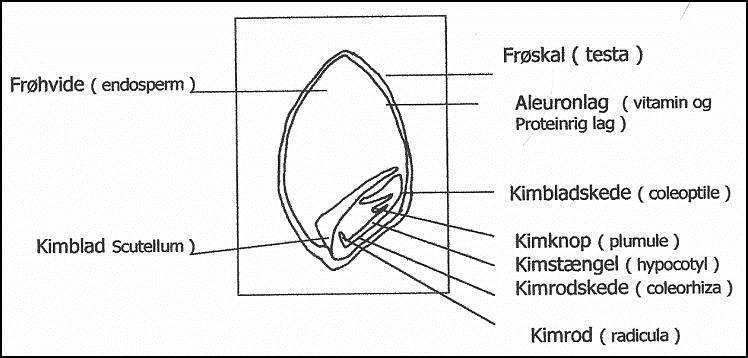 Frøhvide ( endosperm )
Kimblad Scutellum )
Frøskal ( testa )
Aleuronlag ( vitamin og
Proteinrig lag )
Kimbladskede ( coleoptile )
Kimknop ( plumule )
Kimstængel ( hypocotyl )
Kimrodskede ( coleorhiza )
Kimrod ( radicula )